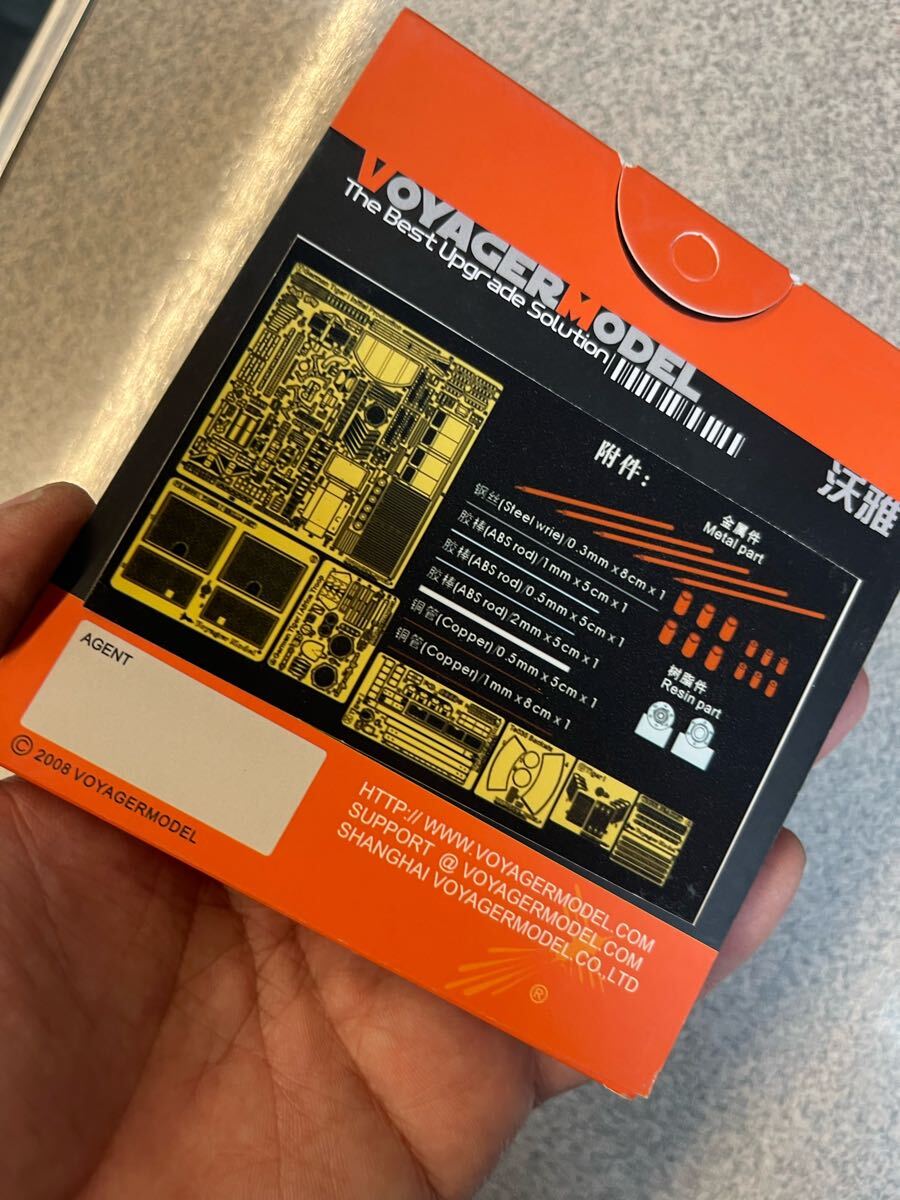 VOYAGERMODEL
The Best Upgrade Solution
沃雅
附件：
钢丝(Steel wrie)/0.3mm x 8cm x 1
胶棒(ABS rod)/1mm x 5cm x 1
胶棒(ABS rod)/0.5mm x 5cm x 1
胶棒(ABS rod)/2mm x 5cm x 1
铜管(Copper)/0.5mm x 5cm x 1
铜管(Copper)/1mm x 8cm x 1
金属件
Metal part
树脂件
Resin part
AGENT
© 2008 VOYAGERMODEL
HTTP:// WWW.VOYAGERMODEL.COM
SUPPORT @ VOYAGERMODEL.COM
SHANGHAI VOYAGERMODEL.CO.,LTD
®